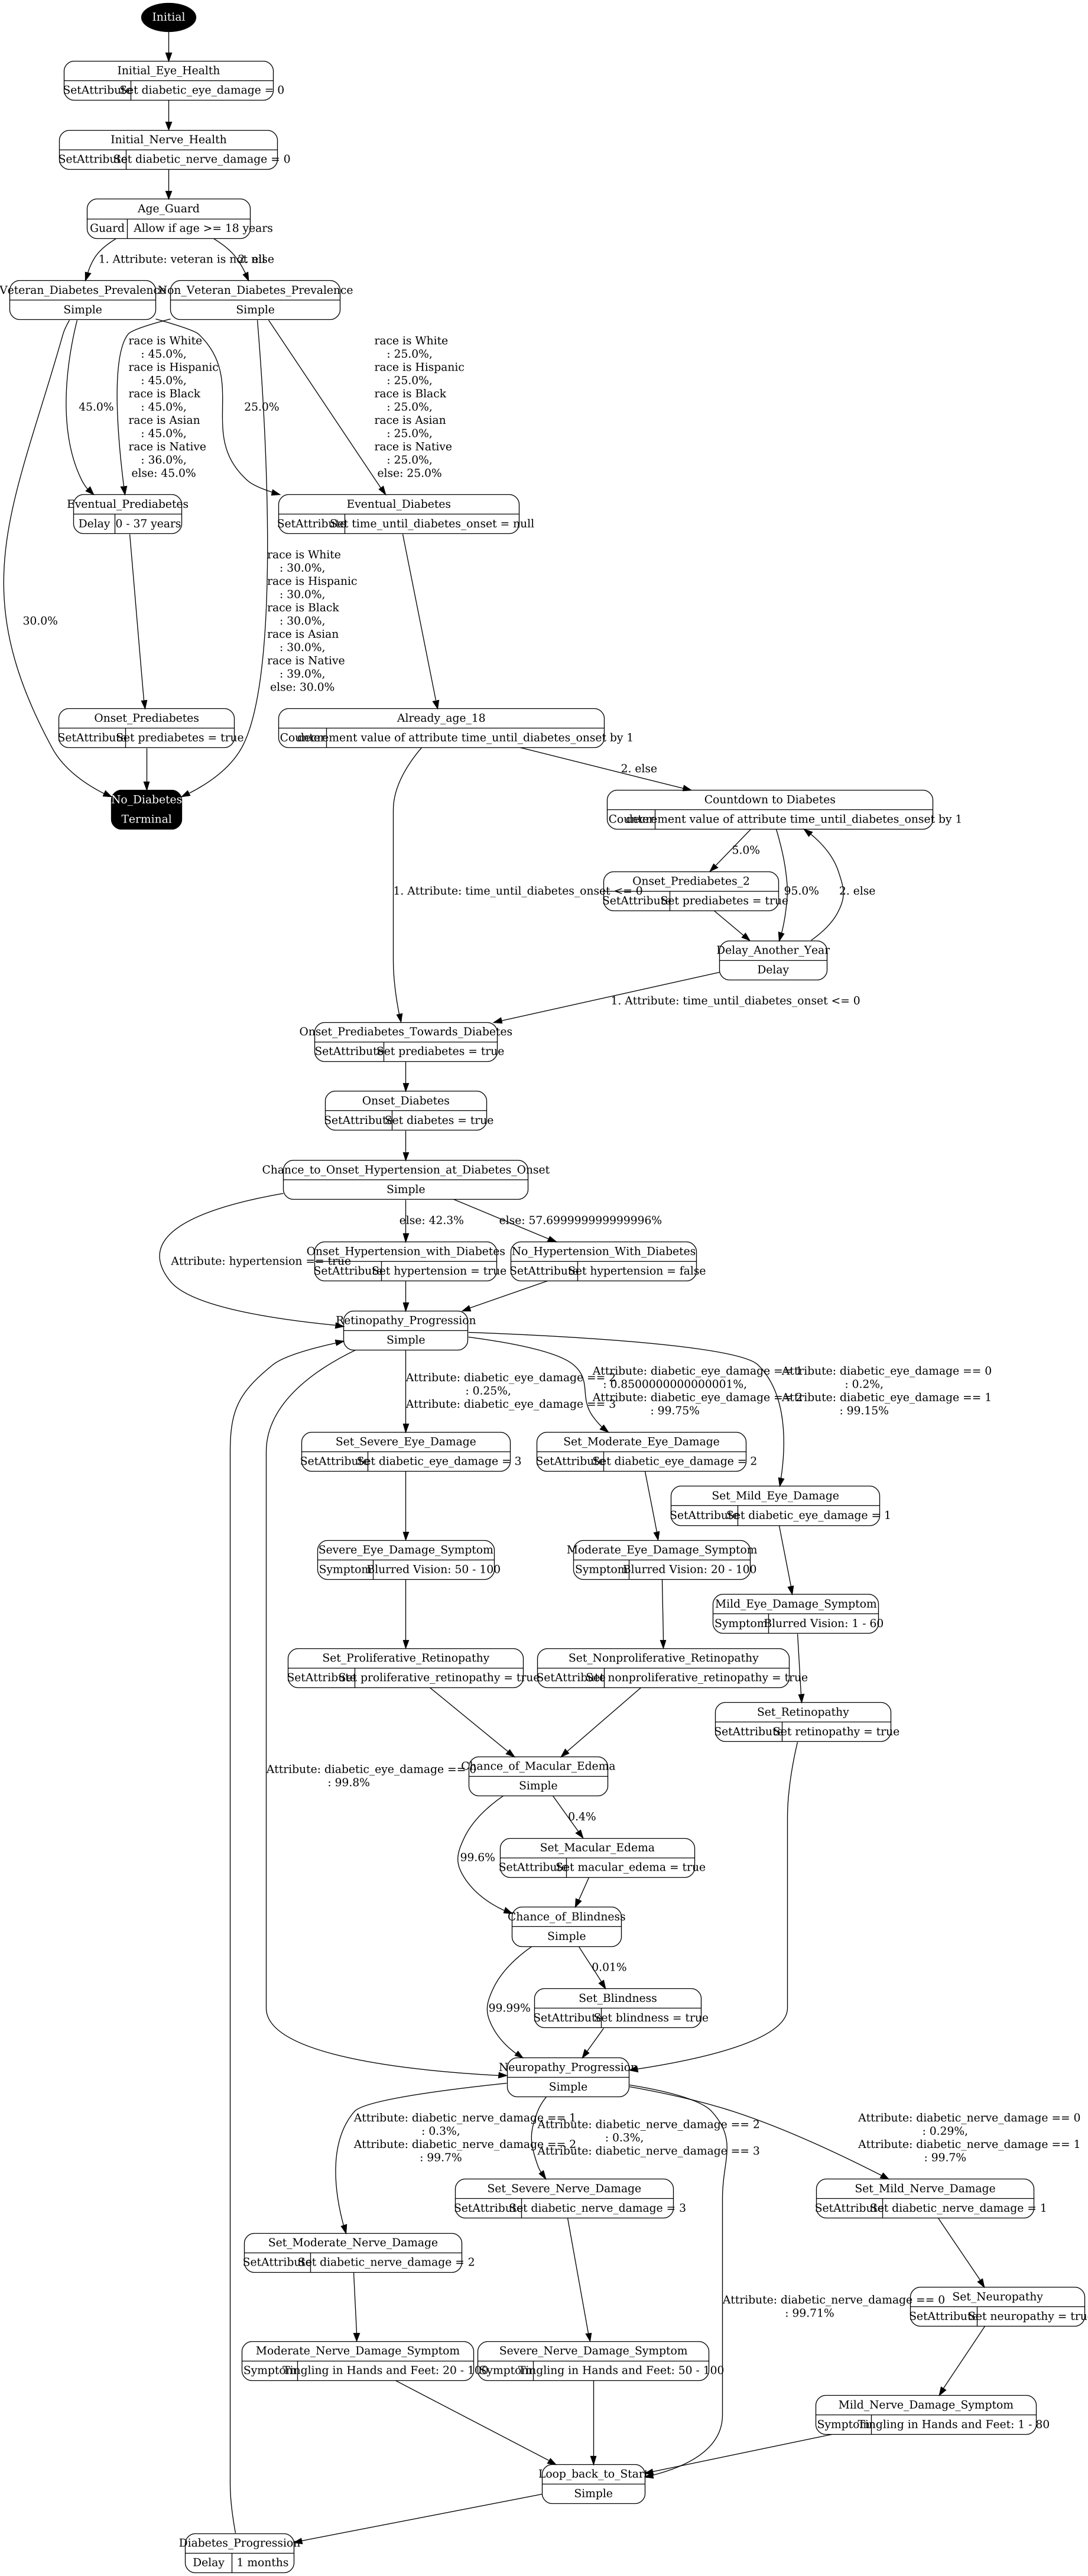 Initial
Initial_Eye_Health
SetAttribute Set diabetic_eye_damage = 0
Initial_Nerve_Health
SetAttribute Set diabetic_nerve_damage = 0
Age_Guard
Guard Allow if age >= 18 years
1. Attribute: veteran is not nil
2. else
Veteran_Diabetes_Prevalence
Simple
Non_Veteran_Diabetes_Prevalence
Simple
45.0%
race is White
: 45.0%,
race is Hispanic
: 45.0%,
race is Black
: 45.0%,
race is Asian
: 45.0%,
race is Native
: 36.0%,
else: 45.0%
25.0%
race is White
: 25.0%,
race is Hispanic
: 25.0%,
race is Black
: 25.0%,
race is Asian
: 25.0%,
race is Native
: 25.0%,
else: 25.0%
Eventual_Prediabetes
Delay 0 - 37 years
Eventual_Diabetes
SetAttribute Set time_until_diabetes_onset = null
30.0%
race is White
: 30.0%,
race is Hispanic
: 30.0%,
race is Black
: 30.0%,
race is Asian
: 30.0%,
race is Native
: 39.0%,
else: 30.0%
Onset_Prediabetes
SetAttribute Set prediabetes = true
Already_age_18
Counter decrement value of attribute time_until_diabetes_onset by 1
No_Diabetes
Terminal
2. else
Countdown to Diabetes
Counter decrement value of attribute time_until_diabetes_onset by 1
5.0%
1. Attribute: time_until_diabetes_onset <= 0
Onset_Prediabetes_2
SetAttribute Set prediabetes = true
95.0%
2. else
Delay_Another_Year
Delay
1. Attribute: time_until_diabetes_onset <= 0
Onset_Prediabetes_Towards_Diabetes
SetAttribute Set prediabetes = true
Onset_Diabetes
SetAttribute Set diabetes = true
Chance_to_Onset_Hypertension_at_Diabetes_Onset
Simple
else: 42.3%
else: 57.699999999999996%
Attribute: hypertension == true
Onset_Hypertension_with_Diabetes
SetAttribute Set hypertension = true
No_Hypertension_With_Diabetes
SetAttribute Set hypertension = false
Retinopathy_Progression
Simple
Attribute: diabetic_eye_damage == 2
: 0.25%,
Attribute: diabetic_eye_damage == 3
Attribute: diabetic_eye_damage == 1
: 0.8500000000000001%,
Attribute: diabetic_eye_damage == 2
: 99.75%
Attribute: diabetic_eye_damage == 0
: 0.2%,
Attribute: diabetic_eye_damage == 1
: 99.15%
Set_Severe_Eye_Damage
SetAttribute Set diabetic_eye_damage = 3
Set_Moderate_Eye_Damage
SetAttribute Set diabetic_eye_damage = 2
Set_Mild_Eye_Damage
SetAttribute Set diabetic_eye_damage = 1
Severe_Eye_Damage_Symptom
Symptom Blurred Vision: 50 - 100
Moderate_Eye_Damage_Symptom
Symptom Blurred Vision: 20 - 100
Mild_Eye_Damage_Symptom
Symptom Blurred Vision: 1 - 60
Set_Proliferative_Retinopathy
SetAttribute Set proliferative_retinopathy = true
Set_Nonproliferative_Retinopathy
SetAttribute Set nonproliferative_retinopathy = true
Set_Retinopathy
SetAttribute Set retinopathy = true
Attribute: diabetic_eye_damage == 0
: 99.8%
Chance_of_Macular_Edema
Simple
0.4%
99.6%
Set_Macular_Edema
SetAttribute Set macular_edema = true
Chance_of_Blindness
Simple
0.01%
99.99%
Set_Blindness
SetAttribute Set blindness = true
Neuropathy_Progression
Simple
Attribute: diabetic_nerve_damage == 1
: 0.3%,
Attribute: diabetic_nerve_damage == 2
: 99.7%
Attribute: diabetic_nerve_damage == 2
: 0.3%,
Attribute: diabetic_nerve_damage == 3
Attribute: diabetic_nerve_damage == 0
: 0.29%,
Attribute: diabetic_nerve_damage == 1
: 99.7%
Set_Severe_Nerve_Damage
SetAttribute Set diabetic_nerve_damage = 3
Set_Mild_Nerve_Damage
SetAttribute Set diabetic_nerve_damage = 1
Set_Moderate_Nerve_Damage
SetAttribute Set diabetic_nerve_damage = 2
Attribute: diabetic_nerve_damage == 0
: 99.71%
Set_Neuropathy
SetAttribute Set neuropathy = tru
Moderate_Nerve_Damage_Symptom
Symptom Tingling in Hands and Feet: 20 - 100
Severe_Nerve_Damage_Symptom
Symptom Tingling in Hands and Feet: 50 - 100
Mild_Nerve_Damage_Symptom
Symptom Tingling in Hands and Feet: 1 - 80
Loop_back_to_Start
Simple
Diabetes_Progression
Delay 1 months